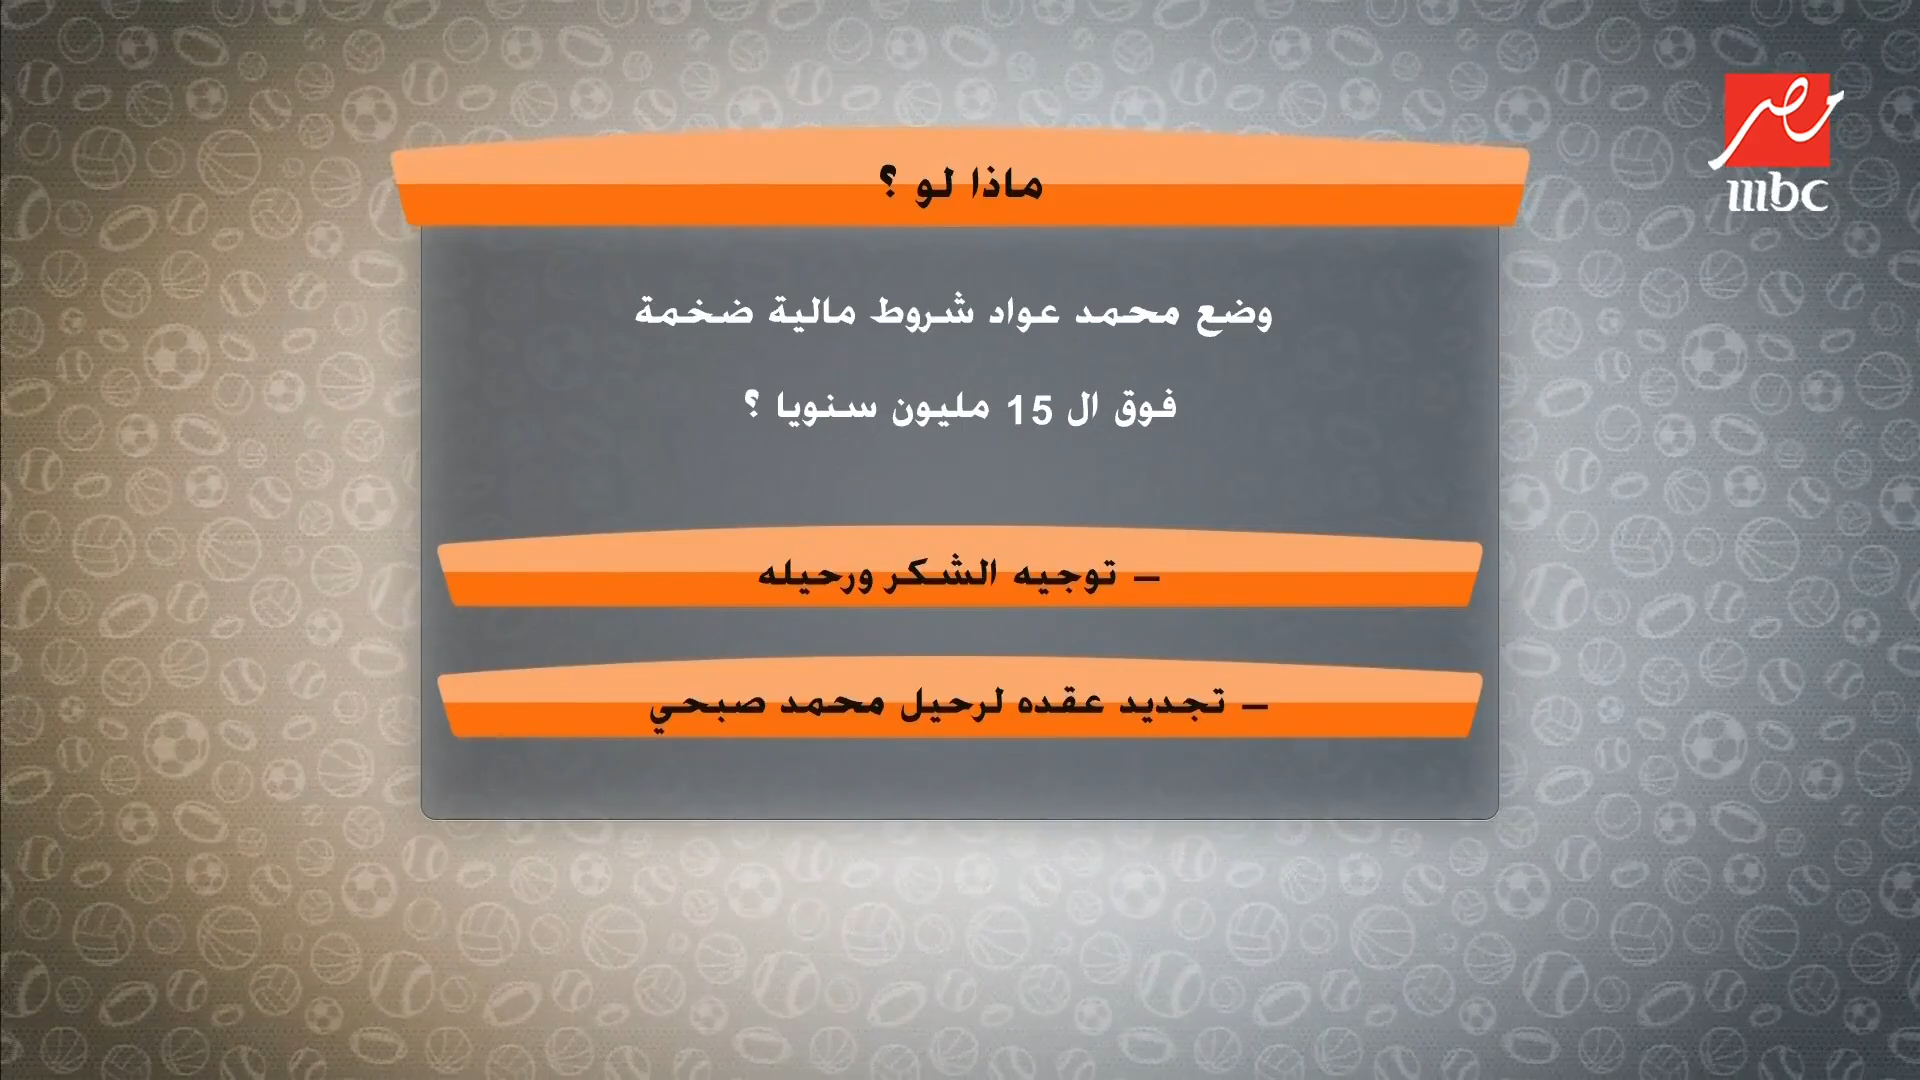 مصر
mbc
ماذا لو ؟
وضع محمد عواد شروط مالية ضخمة
فوق ال 15 مليون سنويا ؟
– توجيه الشكر ورحيله
– تجديد عقده لرحيل محمد صبحي